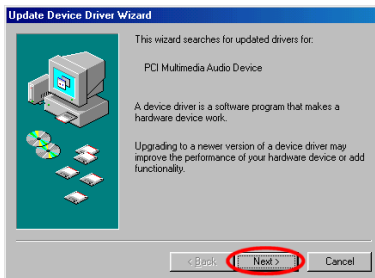 Update Device Driver Wizard
This wizard searches for updated drivers for:
PCI Multimedia Audio Device
A device driver is a software program that makes a
hardware device work.
Upgrading to a newer version of a device driver may
improve the performance of your hardware device or add
functionality.
< Back Next > Cancel